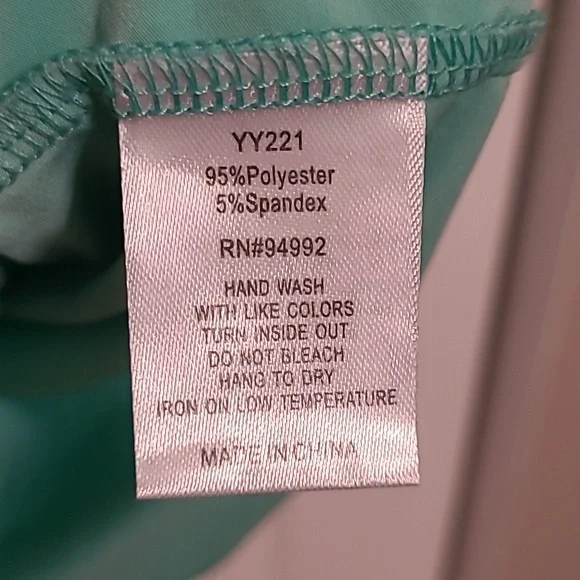 YY221
95%Polyester
5%Spandex
RN#94992
HAND WASH
WITH LIKE COLORS
TURN INSIDE OUT
DO NOT BLEACH
HANG TO DRY
IRON ON LOW TEMPERATURE
MADE IN CHINA